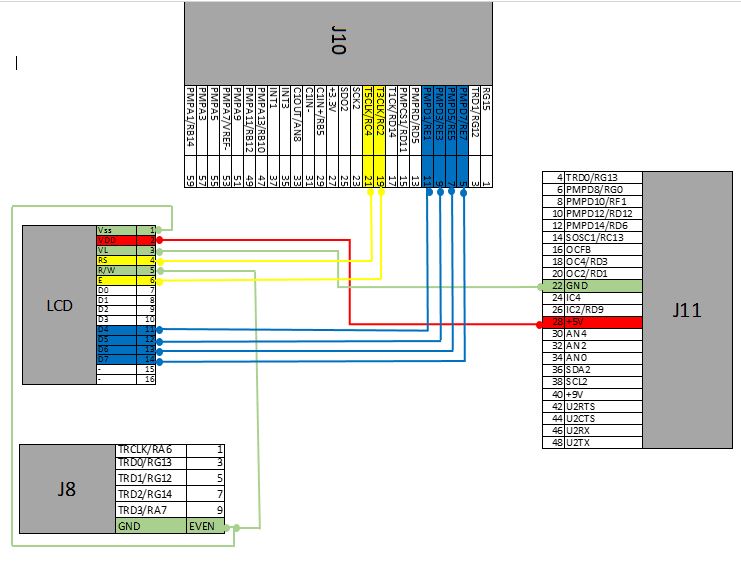 J10
PMPA1/RB14 59
PMPA3 57
PMPA5 55
PMPA7/VREF- 53
PMPA9 51
PMPA11/RB12 49
PMPA13/RB10 47
INT1 37
INT3 35
C1OUT/AN8 33
C1IN- 31
C1IN+/RB5 29
+3.3V 27
SDO2 25
SCK2 23
T5CLK/RC4 21
T3CLK/RC2 19
T1CK/RD14 17
PMPCS1/RD11 15
PMPRD/RD5 13
PMPD1/RE1 11
PMPD3/RE3 9
PMPD5/RE5 7
PMPD7/RE7 5
TRD1/RG12 3
RG15 1
LCD
Vss 1
VDD 2
VL 3
RS 4
R/W 5
E 6
D0 7
D1 8
D2 9
D3 10
D4 11
D5 12
D6 13
D7 14
- 15
- 16
4 TRD0/RG13
6 PMPD8/RG0
8 PMPD10/RF1
10 PMPD12/RD12
12 PMPD14/RD6
14 SOSC1/RC13
16 OCFB
18 OC4/RD3
20 OC2/RD1
22 GND
24 IC4
26 IC2/RD9
28 +5V
30 AN4
32 AN2
34 AN0
36 SDA2
38 SCL2
40 +9V
42 U2RTS
44 U2CTS
46 U2RX
48 U2TX
J11
J8
TRCLK/RA6 1
TRD0/RG13 3
TRD1/RG12 5
TRD2/RG14 7
TRD3/RA7 9
GND EVEN